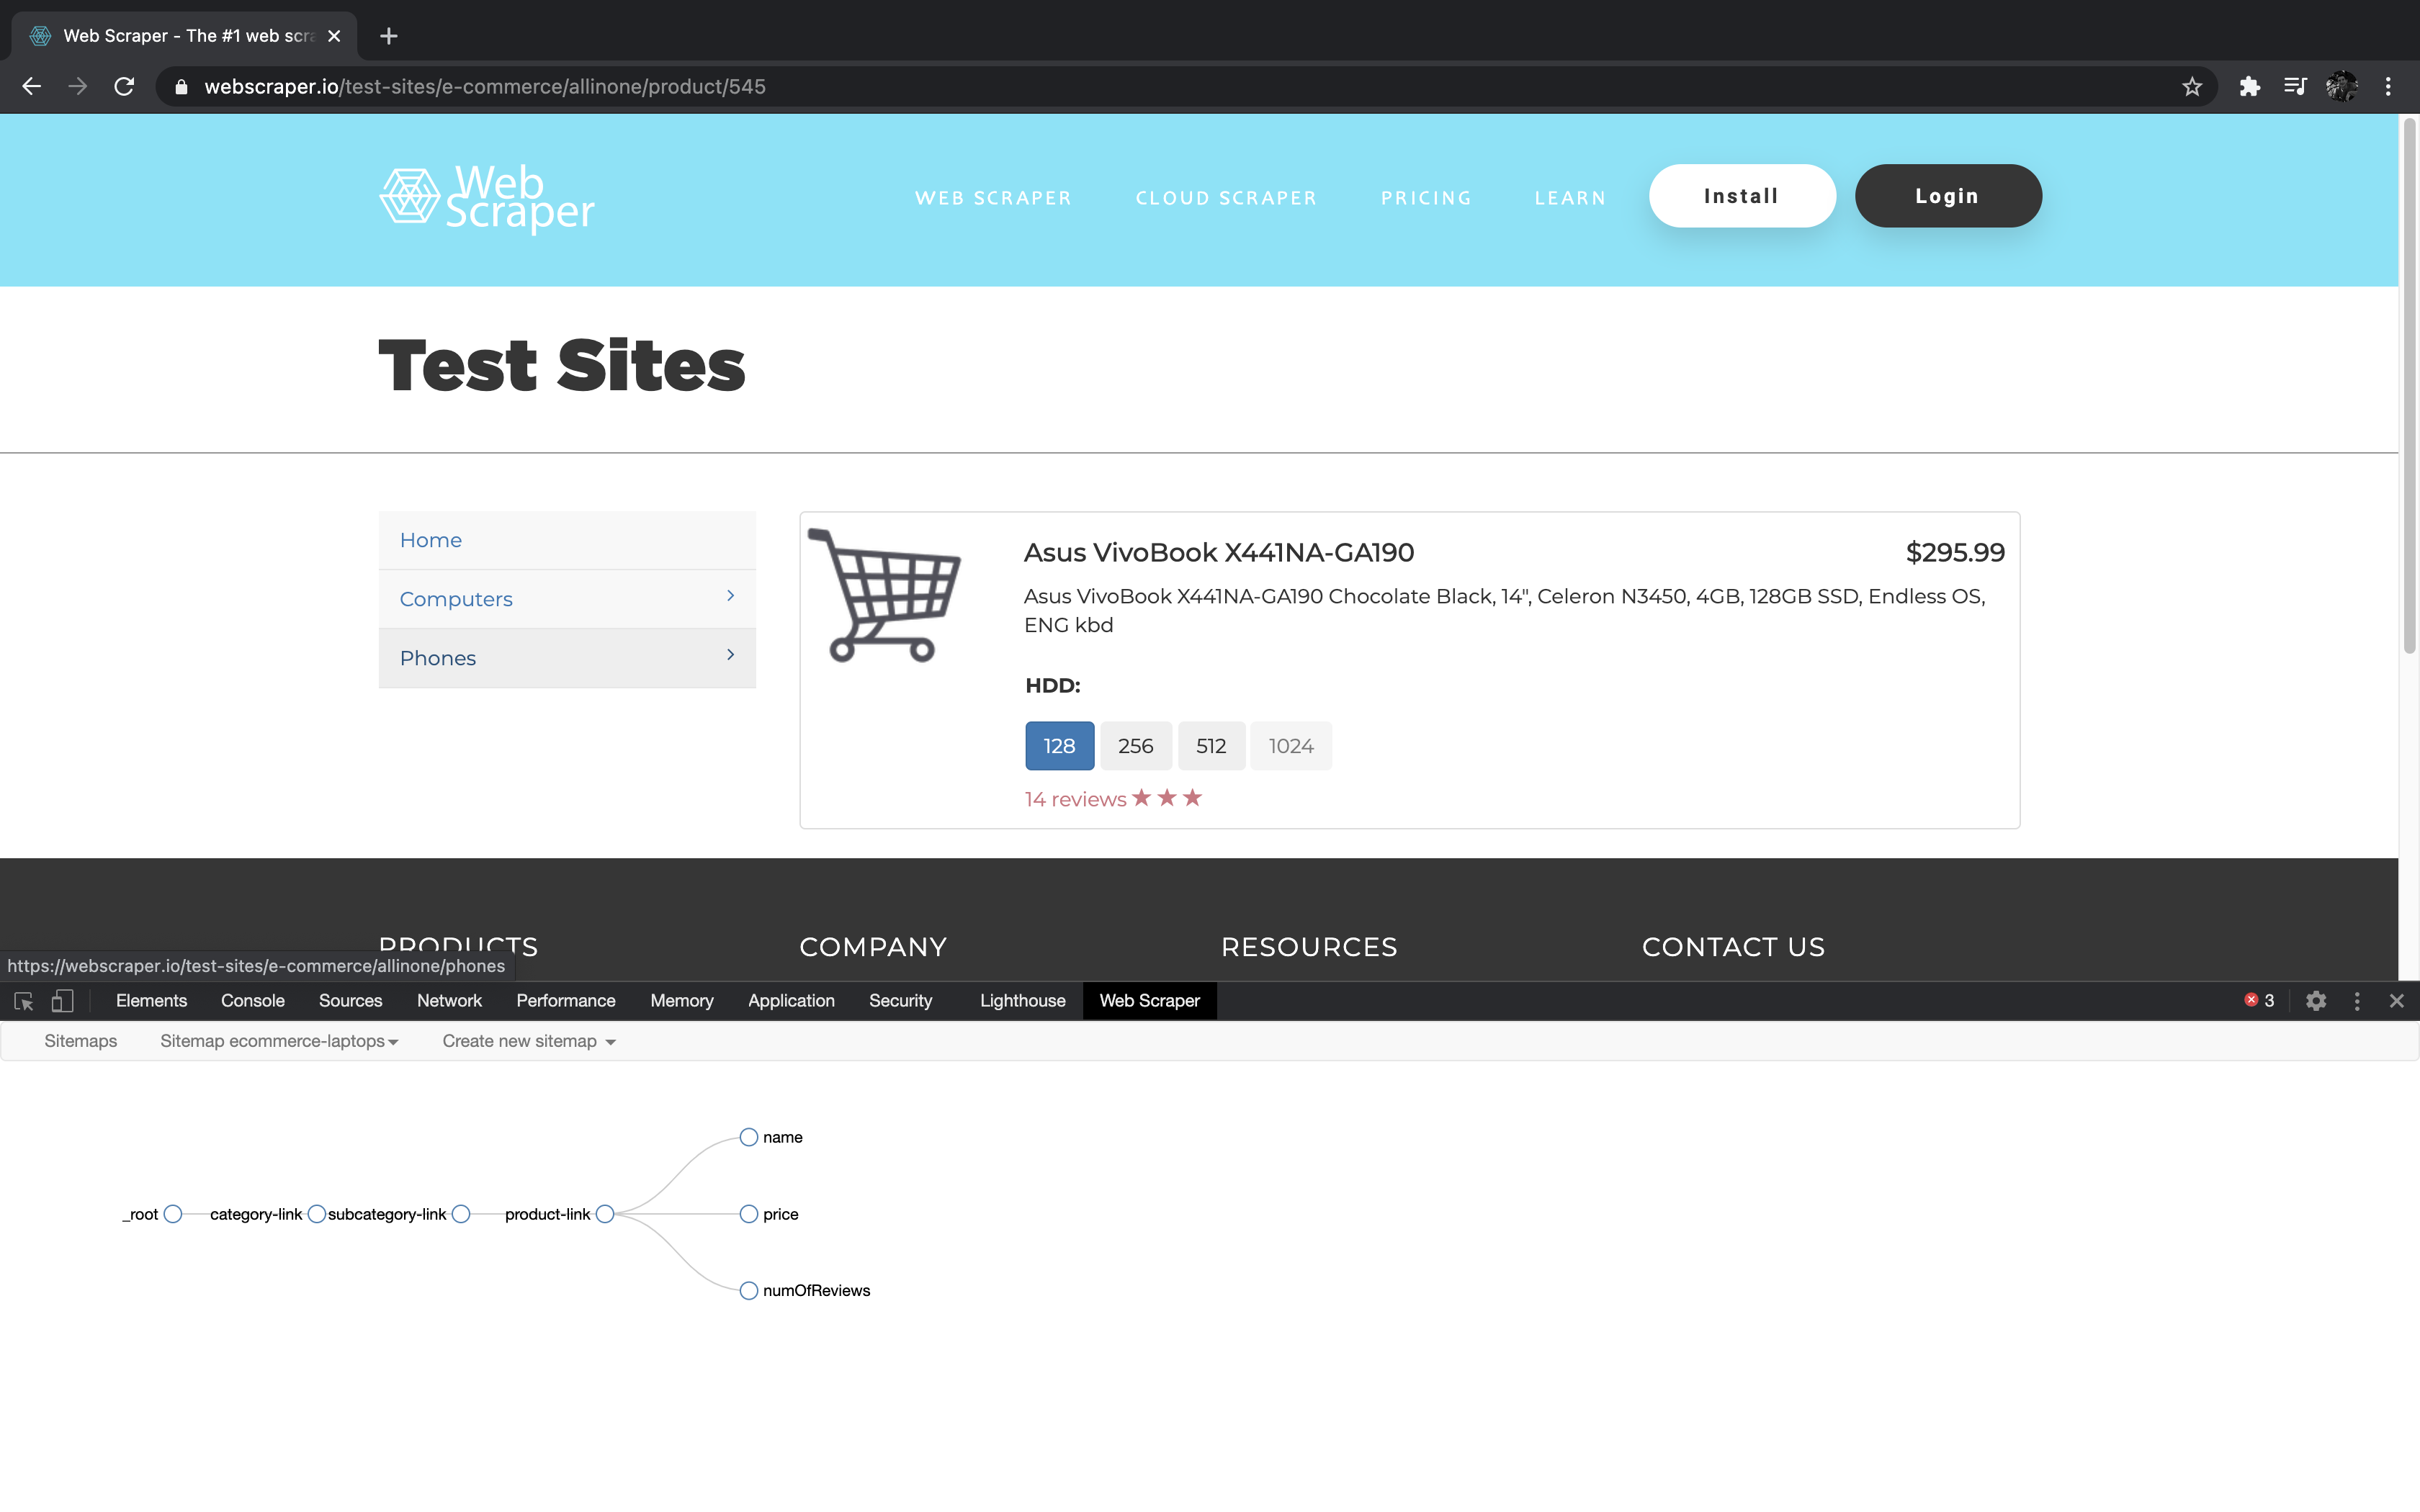 Web Scraper - The #1 web scra
webscraper.io/test-sites/e-commerce/allinone/product/545
Web
Scraper
WEB SCRAPER
CLOUD SCRAPER
PRICING
LEARN
Install
Login
Test Sites
Home
Computers
Phones
Asus VivoBook X441NA-GA190
$295.99
Asus VivoBook X441NA-GA190 Chocolate Black, 14", Celeron N3450, 4GB, 128GB SSD, Endless OS,
ENG kbd
HDD:
128 256 512 1024
14 reviews
PRODUCTS
COMPANY
RESOURCES
CONTACT US
https://webscraper.io/test-sites/e-commerce/allinone/phones
Elements Console Sources Network Performance Memory Application Security Lighthouse Web Scraper
3
Sitemaps
Sitemap ecommerce-laptops
Create new sitemap
name
_root category-link subcategory-link product-link price
numOfReviews